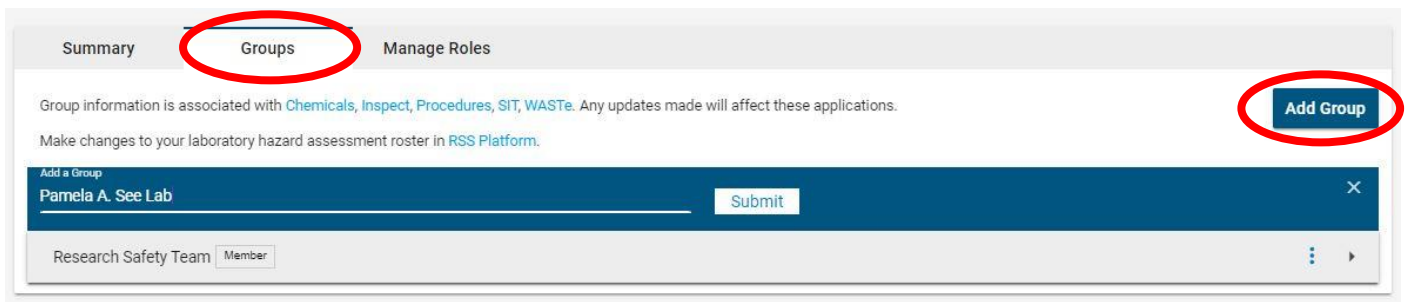 Summary Groups Manage Roles
Group information is associated with Chemicals, Inspect, Procedures, SIT, WASTe. Any updates made will affect these applications.
Add Group
Make changes to your laboratory hazard assessment roster in RSS Platform.
Add a Group
Pamela A. See Lab
Submit
Research Safety Team Member